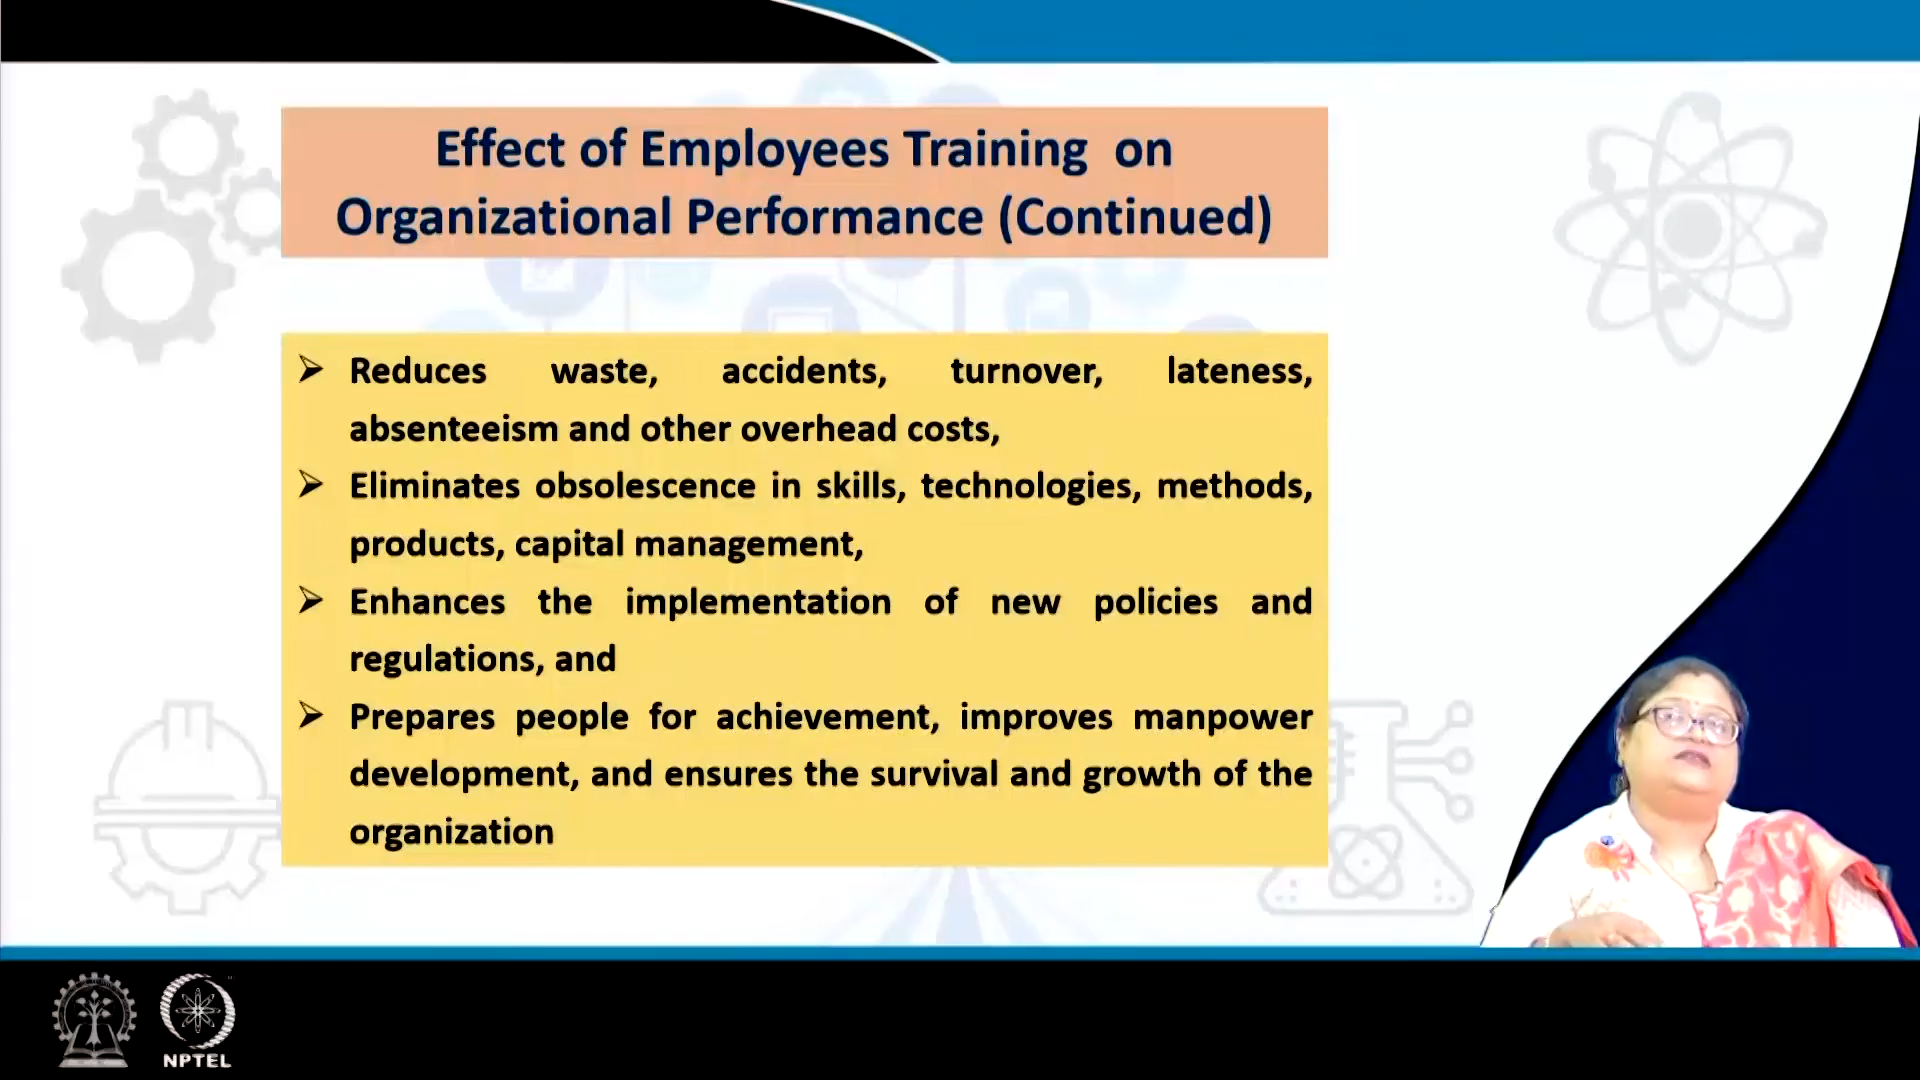 Effect of Employees Training on
Organizational Performance (Continued)
➢ Reduces waste, accidents, turnover, lateness,
absenteeism and other overhead costs,
➢ Eliminates obsolescence in skills, technologies, methods,
products, capital management,
➢ Enhances the implementation of new policies and
regulations, and
➢ Prepares people for achievement, improves manpower
development, and ensures the survival and growth of the
organization
NPTEL